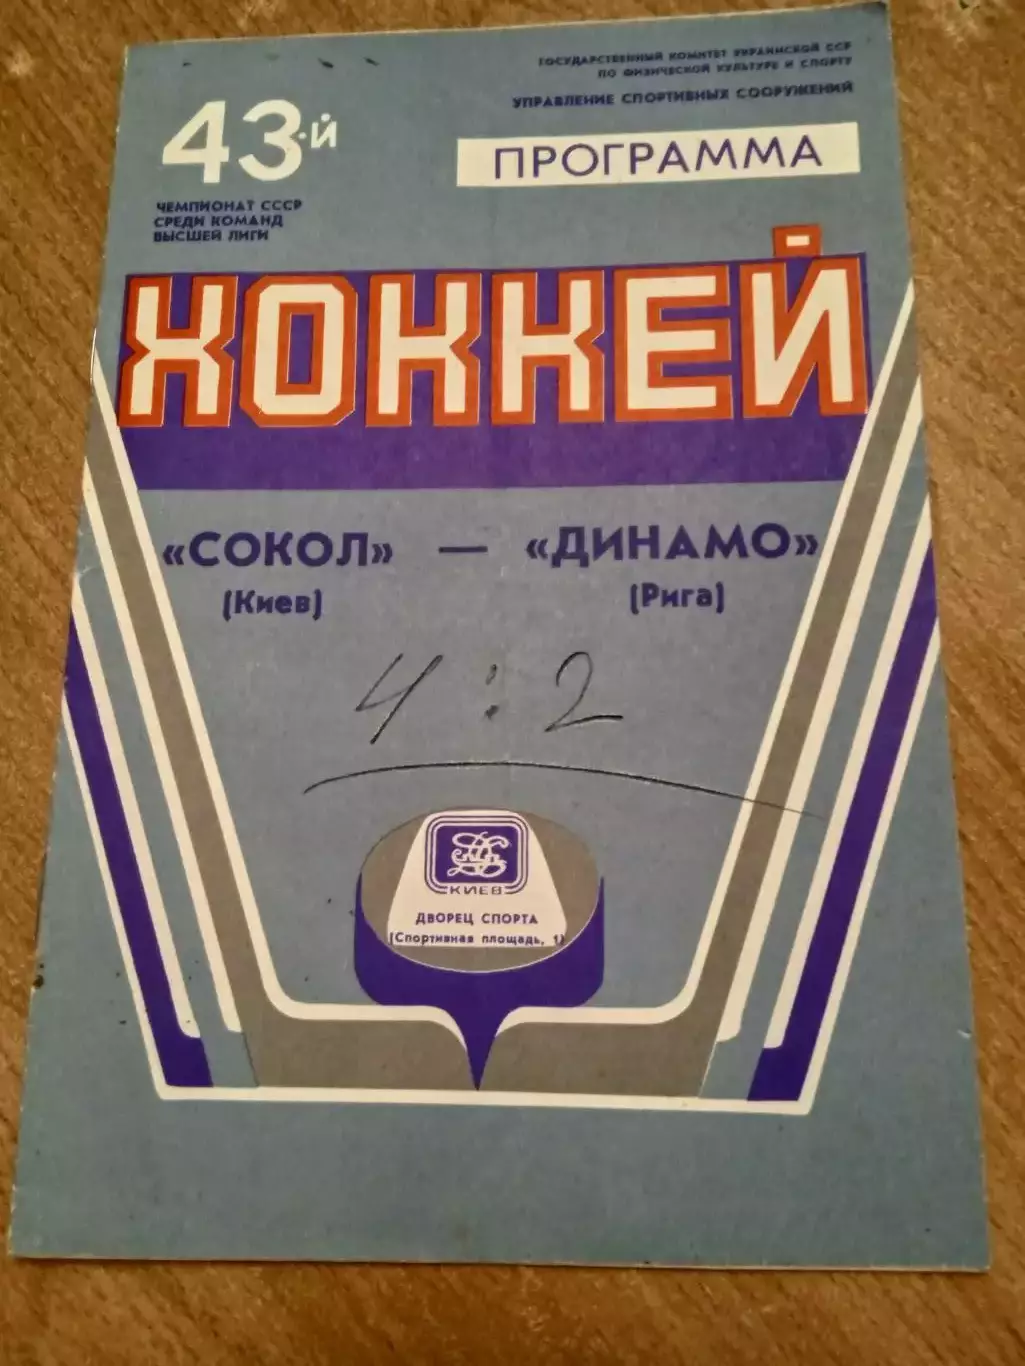 ГОСУДАРСТВЕННЫЙ КОМИТЕТ УКРАИНСКОЙ ССР
ПО ФИЗИЧЕСКОЙ КУЛЬТУРЕ И СПОРТУ
УПРАВЛЕНИЕ СПОРТИВНЫХ СООРУЖЕНИЙ
43-Й
ЧЕМПИОНАТ СССР
СРЕДИ КОМАНД
ВЫСШЕЙ ЛИГИ
ПРОГРАММА
ХОККЕЙ
«СОКОЛ» — «ДИНАМО»
(Киев) (Рига)
4 : 2
КИЕВ
ДВОРЕЦ СПОРТА
(Спортивная площадь, 1)